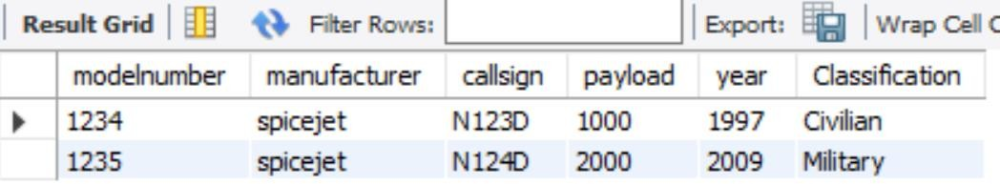 Result Grid Filter Rows: Export: Wrap Cell C
modelnumber manufacturer callsign payload year Classification
1234 spicejet N123D 1000 1997 Civilian
1235 spicejet N124D 2000 2009 Military